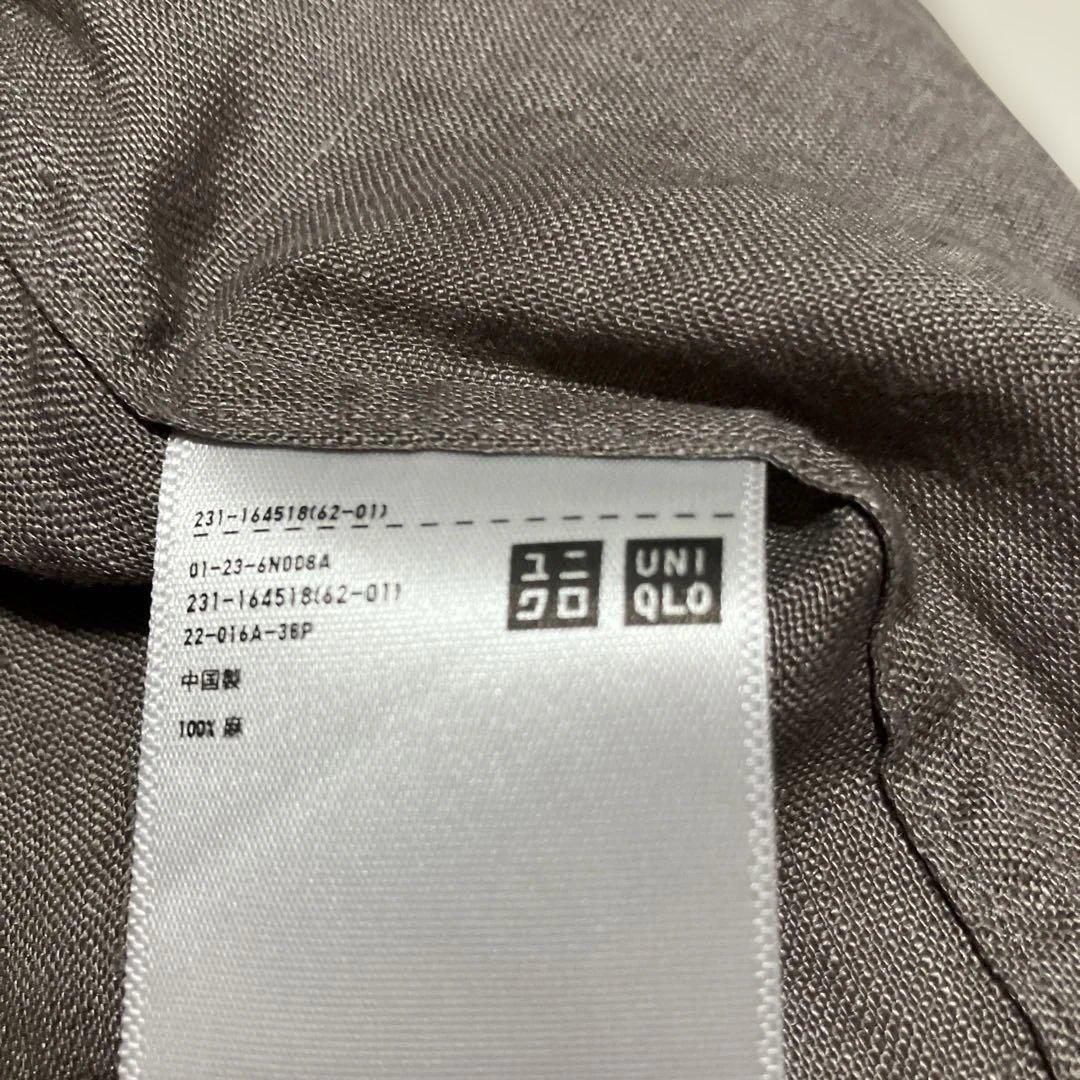 231-164518(62-01)
01-23-6N008A
231-164518(62-01)
22-016A-36P
中国製
100% 麻
ユニ
クロ
UNI
QLO